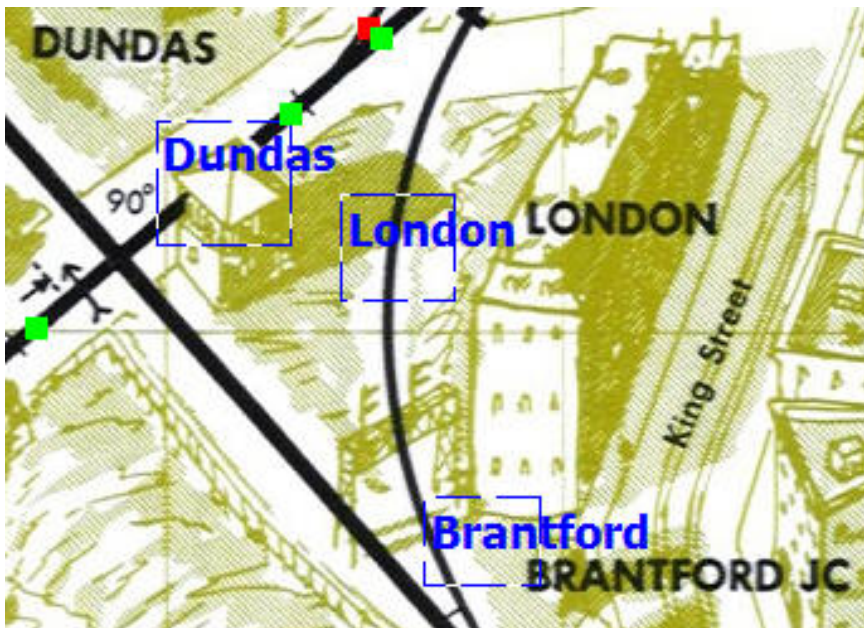 DUNDAS
Dundas
90°
London
LONDON
King Street
Brantford
BRANTFORD JC